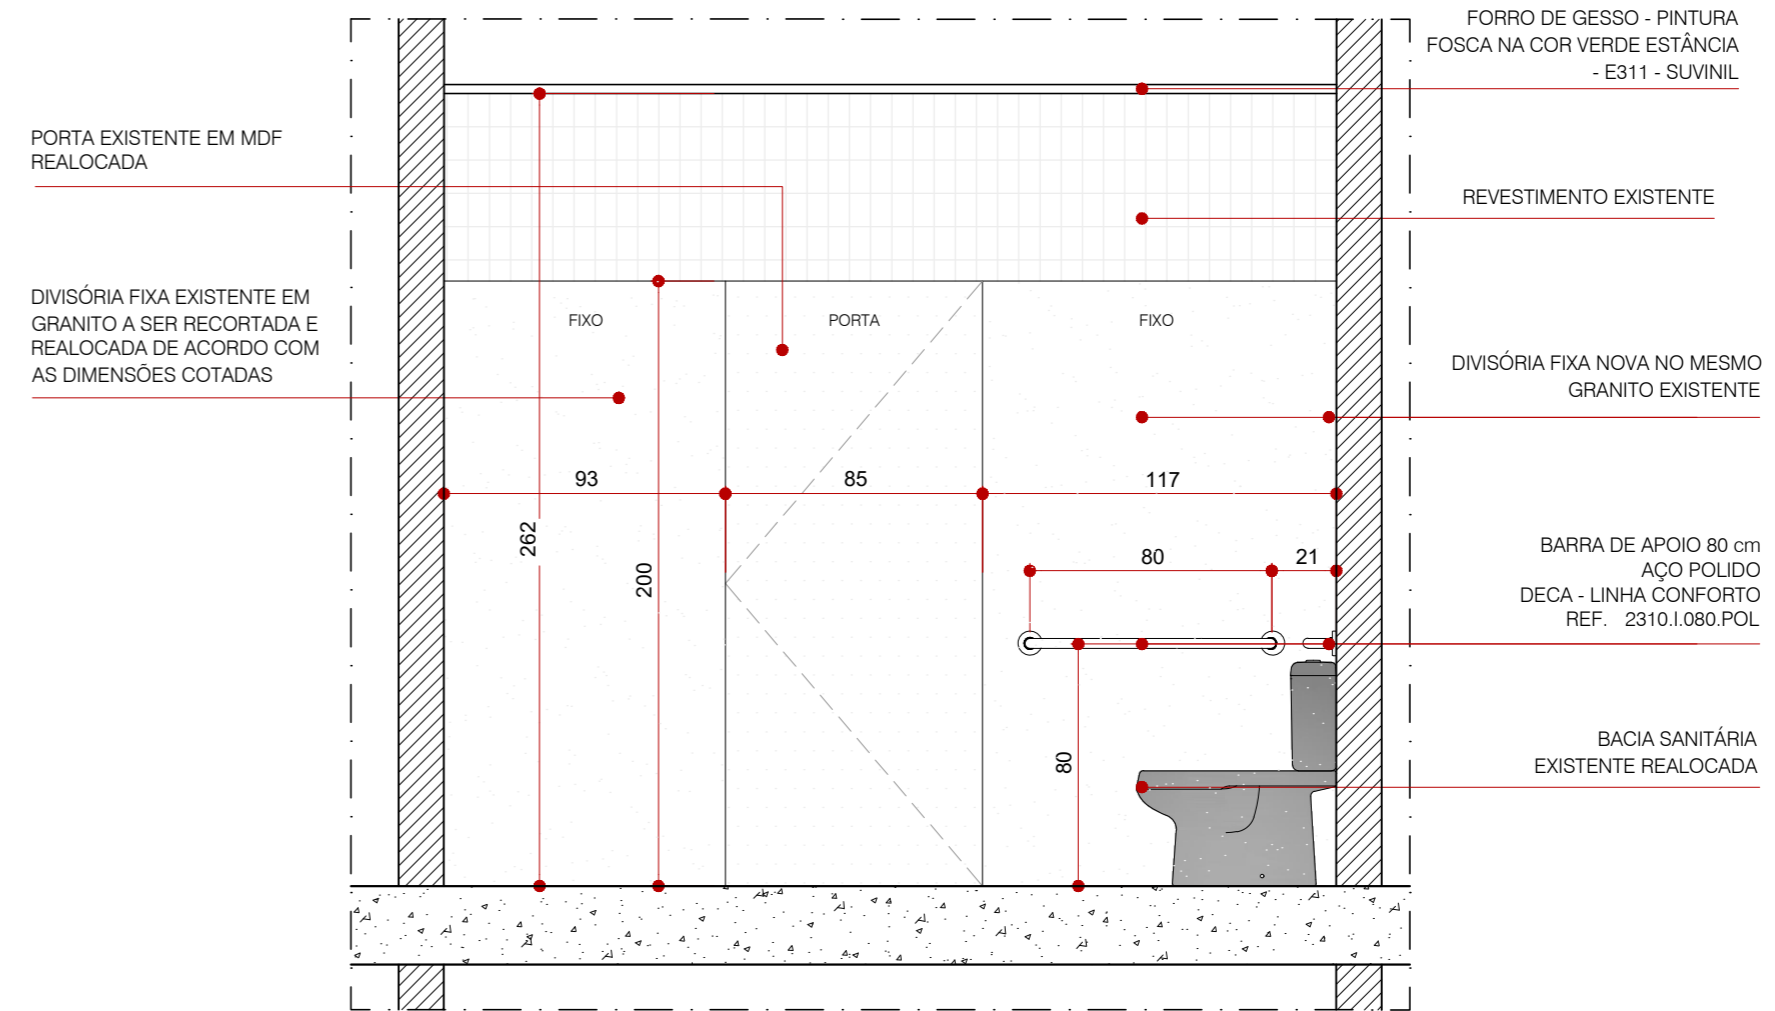 FORRO DE GESSO - PINTURA
FOSCA NA COR VERDE ESTÂNCIA
- E311 - SUVINIL
PORTA EXISTENTE EM MDF
REALOCADA
REVESTIMENTO EXISTENTE
DIVISÓRIA FIXA EXISTENTE EM
GRANITO A SER RECORTADA E
REALOCADA DE ACORDO COM
AS DIMENSÕES COTADAS
FIXO
PORTA
FIXO
DIVISÓRIA FIXA NOVA NO MESMO
GRANITO EXISTENTE
93
85
117
262
200
80
21
BARRA DE APOIO 80 cm
AÇO POLIDO
DECA - LINHA CONFORTO
REF. 2310.I.080.POL
80
BACIA SANITÁRIA
EXISTENTE REALOCADA